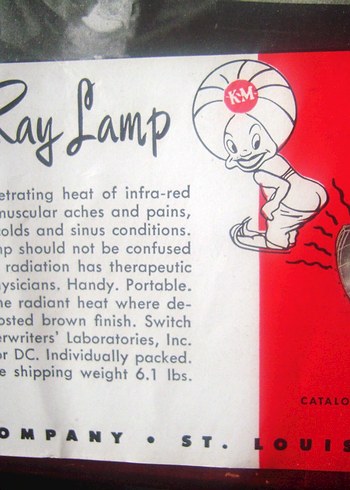 Ray Lamp
K-M
etrating heat of infra-red
muscular aches and pains,
olds and sinus conditions.
mp should not be confused
radiation has therapeutic
ysicians. Handy. Portable.
ne radiant heat where de-
osted brown finish. Switch
erwriters' Laboratories, Inc.
or DC. Individually packed.
e shipping weight 6.1 lbs.
CATALO
OMPANY • ST. LOUIS